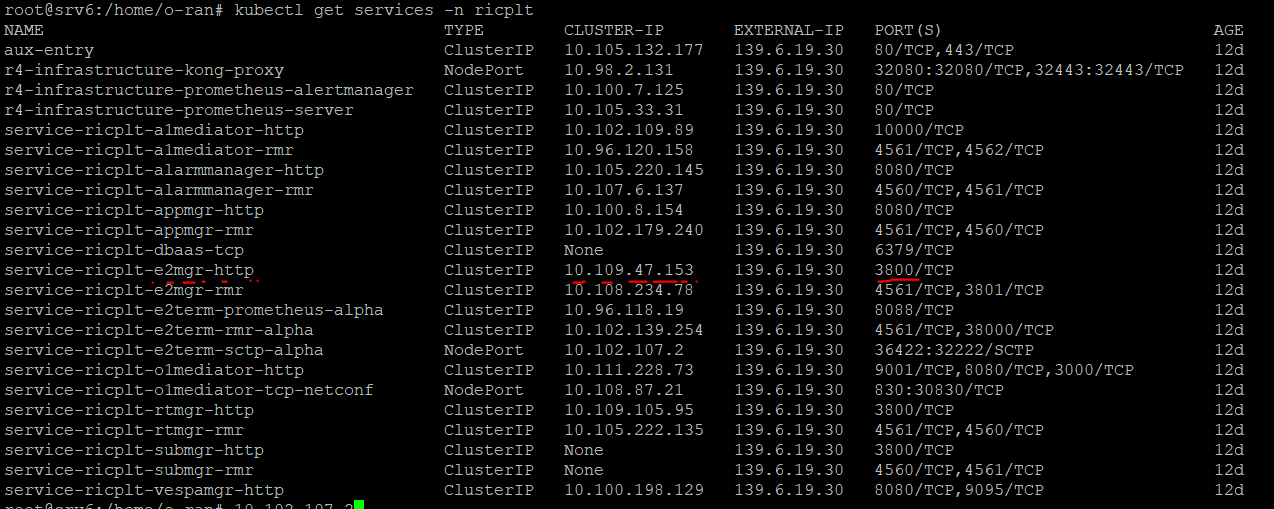 root@srv6:/home/o-ran# kubectl get services -n ricplt
NAME TYPE CLUSTER-IP EXTERNAL-IP PORT(S) AGE
aux-entry ClusterIP 10.105.132.177 139.6.19.30 80/TCP,443/TCP 12d
r4-infrastructure-kong-proxy NodePort 10.98.2.131 139.6.19.30 32080:32080/TCP,32443:32443/TCP 12d
r4-infrastructure-prometheus-alertmanager ClusterIP 10.100.7.125 139.6.19.30 80/TCP 12d
r4-infrastructure-prometheus-server ClusterIP 10.105.33.31 139.6.19.30 80/TCP 12d
service-ricplt-a1mediator-http ClusterIP 10.102.109.89 139.6.19.30 10000/TCP 12d
service-ricplt-a1mediator-rmr ClusterIP 10.96.120.158 139.6.19.30 4561/TCP,4562/TCP 12d
service-ricplt-alarmmanager-http ClusterIP 10.105.220.145 139.6.19.30 8080/TCP 12d
service-ricplt-alarmmanager-rmr ClusterIP 10.107.6.137 139.6.19.30 4560/TCP,4561/TCP 12d
service-ricplt-appmgr-http ClusterIP 10.100.8.154 139.6.19.30 8080/TCP 12d
service-ricplt-appmgr-rmr ClusterIP 10.102.179.240 139.6.19.30 4561/TCP,4560/TCP 12d
service-ricplt-dbaas-tcp ClusterIP None 139.6.19.30 6379/TCP 12d
service-ricplt-e2mgr-http ClusterIP 10.109.47.153 139.6.19.30 3800/TCP 12d
service-ricplt-e2mgr-rmr ClusterIP 10.108.234.78 139.6.19.30 4561/TCP,3801/TCP 12d
service-ricplt-e2term-prometheus-alpha ClusterIP 10.96.118.19 139.6.19.30 8088/TCP 12d
service-ricplt-e2term-rmr-alpha ClusterIP 10.102.139.254 139.6.19.30 4561/TCP,38000/TCP 12d
service-ricplt-e2term-sctp-alpha NodePort 10.102.107.2 139.6.19.30 36422:32222/SCTP 12d
service-ricplt-o1mediator-http ClusterIP 10.111.228.73 139.6.19.30 9001/TCP,8080/TCP,3000/TCP 12d
service-ricplt-o1mediator-tcp-netconf NodePort 10.108.87.21 139.6.19.30 830:30830/TCP 12d
service-ricplt-rtmgr-http ClusterIP 10.109.105.95 139.6.19.30 3800/TCP 12d
service-ricplt-rtmgr-rmr ClusterIP 10.105.222.135 139.6.19.30 4561/TCP,4560/TCP 12d
service-ricplt-submgr-http ClusterIP None 139.6.19.30 3800/TCP 12d
service-ricplt-submgr-rmr ClusterIP None 139.6.19.30 4560/TCP,4561/TCP 12d
service-ricplt-vespamgr-http ClusterIP 10.100.198.129 139.6.19.30 8080/TCP,9095/TCP 12d
root@srv6:/home/o-ran# 10.102.107.2